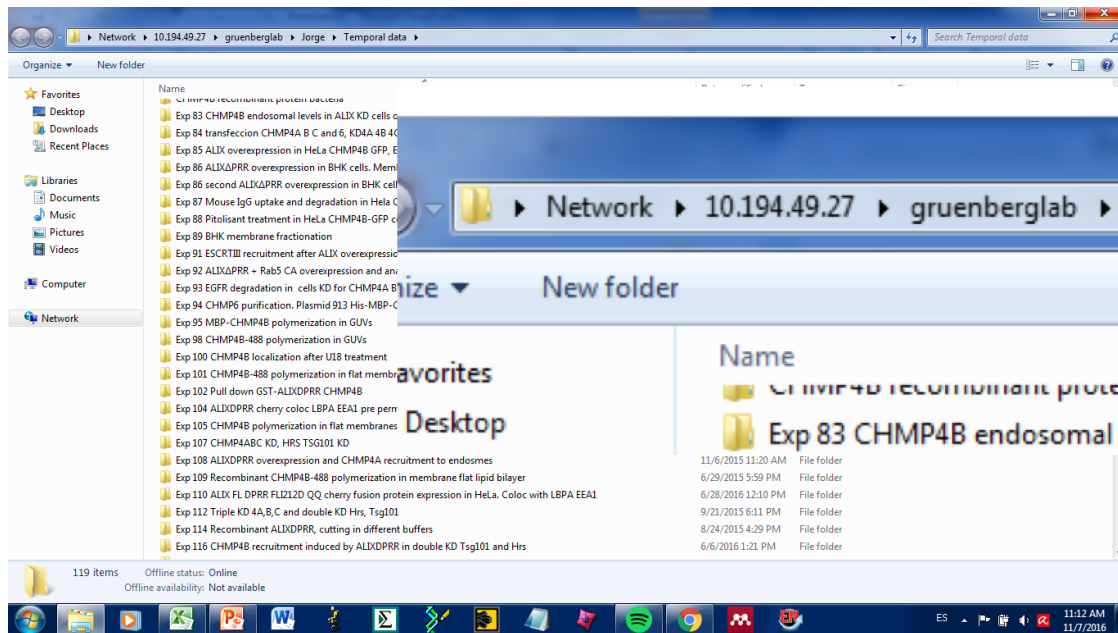 Network ▸ 10.194.49.27 ▸ gruenberglab ▸ Jorge ▸ Temporal data ▸
Search Temporal data
Organize New folder
Favorites
Desktop
Downloads
Recent Places
Libraries
Documents
Music
Pictures
Videos
Computer
Network
Name
CHMP4B recombinant protein bacteria
Exp 83 CHMP4B endosomal levels in ALIX KD cells
Exp 84 transfeccion CHMP4A B C and 6, KD4A 4B
Exp 85 ALIX overexpression in HeLa CHMP4B GFP,
Exp 86 ALIXΔPRR overexpression in BHK cells.
Exp 86 second ALIXΔPRR overexpression in BHK
Exp 87 Mouse IgG uptake and degradation in Hela
Exp 88 Pitolisant treatment in HeLa CHMP4B-GFP
Exp 89 BHK membrane fractionation
Exp 91 ESCRTIII recruitment after ALIX
Exp 92 ALIXΔPRR + Rab5 CA overexpression and
Exp 93 EGFR degradation in cells KD for CHMP4A
Exp 94 CHMP6 purification. Plasmid 913 His-MBP-
Exp 95 MBP-CHMP4B polymerization in GUVs
Exp 98 CHMP4B-488 polymerization in GUVs
Exp 100 CHMP4B localization after U18 treatment
Exp 101 CHMP4B-488 polymerization in flat
Exp 102 Pull down GST-ALIXDPRR CHMP4B
Exp 104 ALIXDPRR cherry coloc LBPA EEA1 pre
Exp 105 CHMP4B polymerization in flat membranes
Exp 107 CHMP4ABC KD, HRS TSG101 KD
Exp 108 ALIXDPRR overexpression and CHMP4A recruitment to endosmes 11/6/2015 11:20 AM File folder
Exp 109 Recombinant CHMP4B-488 polymerization in membrane flat lipid bilayer 6/29/2015 5:59 PM File folder
Exp 110 ALIX FL DPRR FLI212D QQ cherry fusion protein expression in HeLa. Coloc with LBPA EEA1 6/28/2016 12:10 PM File folder
Exp 112 Triple KD 4A,B,C and double KD Hrs, Tsg101 9/21/2015 6:11 PM File folder
Exp 114 Recombinant ALIXDPRR, cutting in different buffers 8/24/2015 4:29 PM File folder
Exp 116 CHMP4B recruitment induced by ALIXDPRR in double KD Tsg101 and Hrs 6/6/2016 1:21 PM File folder
Network ▸ 10.194.49.27 ▸ gruenberglab ▸
nize New folder
avorites
Desktop
Name
CHMP4B recombinant prote
Exp 83 CHMP4B endosomal
119 items Offline status: Online
Offline availability: Not available
ES 11:12 AM
11/7/2016